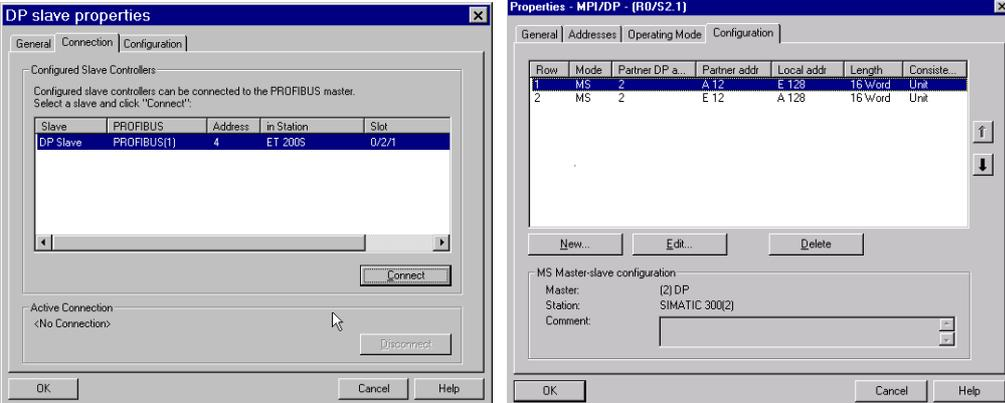 DP slave properties
General Connection Configuration
Configured Slave Controllers
Configured slave controllers can be connected to the PROFIBUS master.
Select a slave and click "Connect":
Slave PROFIBUS Address in Station Slot
DP Slave PROFIBUS(1) 4 ET 200S 0/2/1
Connect
Active Connection
<No Connection>
Disconnect
OK Cancel Help
Properties - MPI/DP - (R0/S2.1)
General Addresses Operating Mode Configuration
Row Mode Partner DP a... Partner addr Local addr Length Consiste...
1 MS 2 A 12 E 128 16 Word Unit
2 MS 2 E 12 A 128 16 Word Unit
New... Edit... Delete
MS Master-slave configuration
Master: (2) DP
Station: SIMATIC 300(2)
Comment:
OK Cancel Help